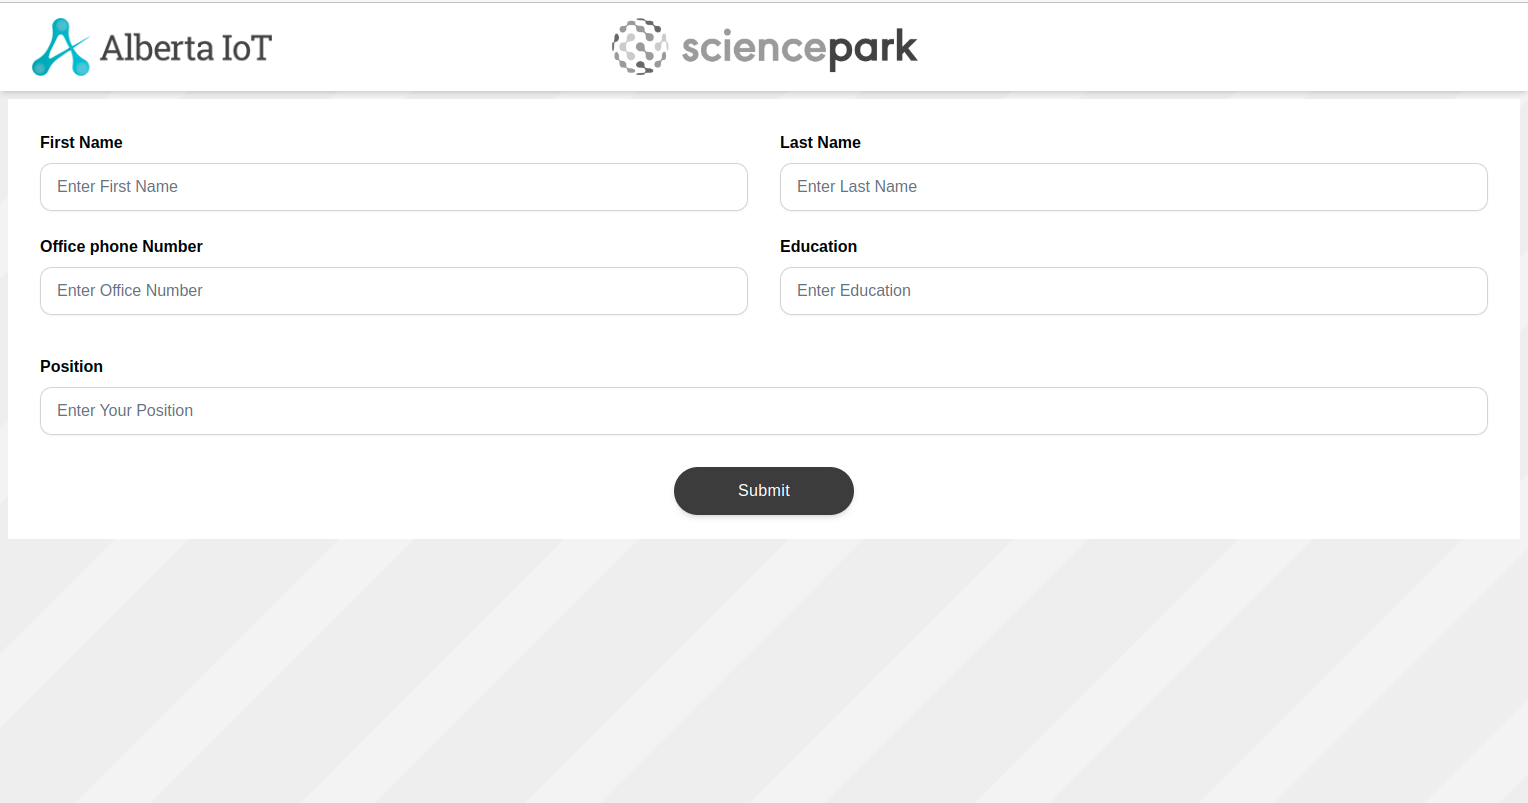 Alberta IoT
sciencepark
First Name
Last Name
Enter First Name
Enter Last Name
Office phone Number
Education
Enter Office Number
Enter Education
Position
Enter Your Position
Submit